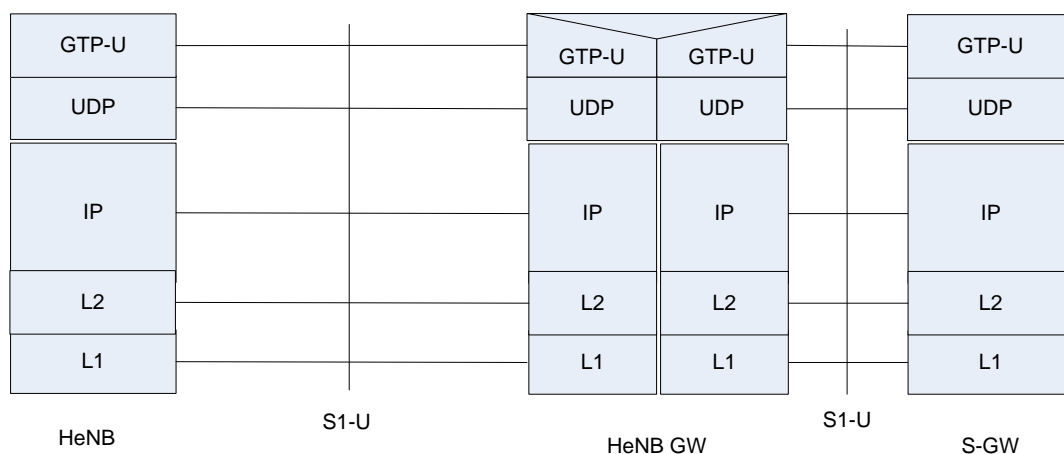 GTP-U GTP-U GTP-U GTP-U
UDP UDP UDP UDP
IP IP IP IP
L2 L2 L2 L2
L1 L1 L1 L1
S1-U S1-U
HeNB HeNB GW S-GW